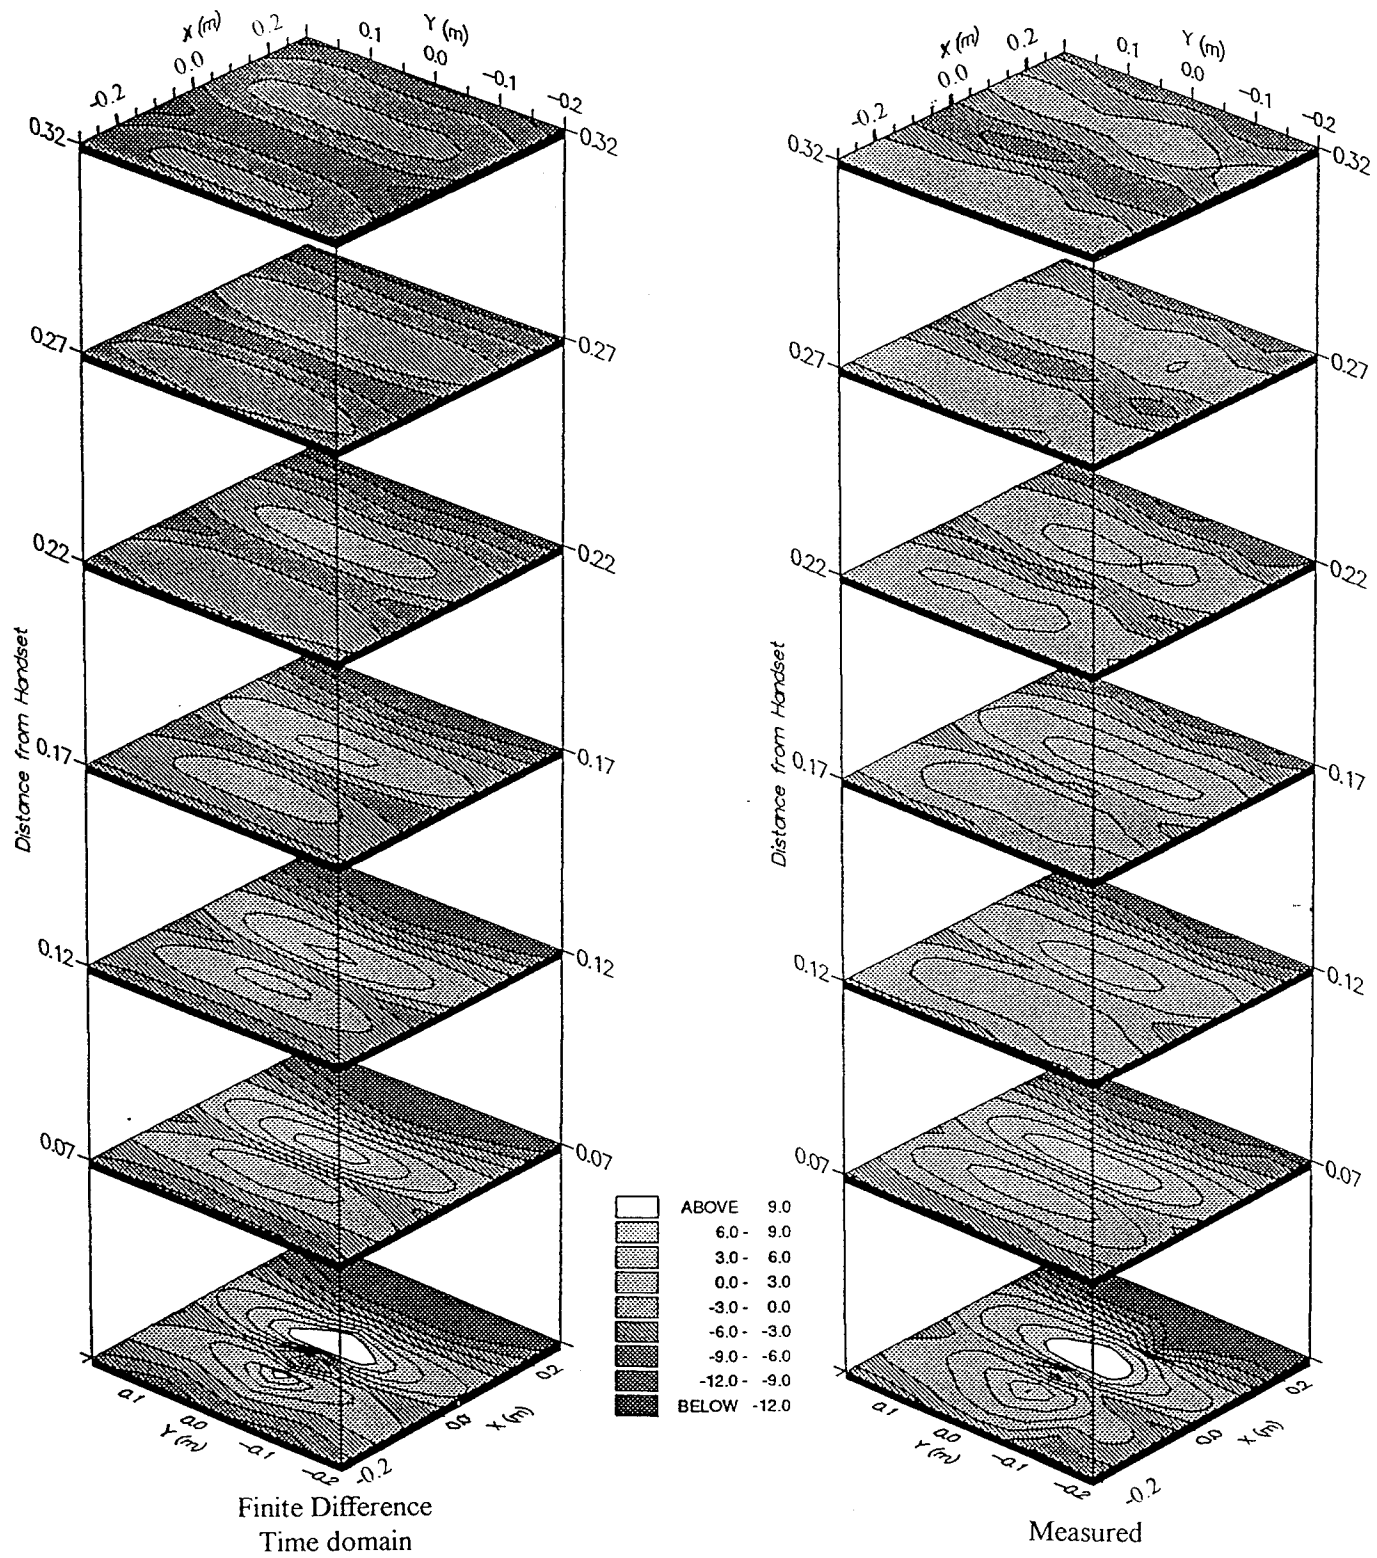 X (m)
0.2
0.0
-0.2
0.1
Y (m)
0.0
-0.1
-0.2
0.32
0.32
0.27
0.27
0.22
0.22
0.17
0.17
0.12
0.12
0.07
0.07
Distance from Handset
0.1
0.0
Y (m)
-0.1
-0.2
-0.2
0.0
X (m)
0.2
Finite Difference
Time domain
ABOVE 9.0
6.0 - 9.0
3.0 - 6.0
0.0 - 3.0
-3.0 - 0.0
-6.0 - -3.0
-9.0 - -6.0
-12.0 - -9.0
BELOW -12.0
X (m)
0.2
0.0
-0.2
0.1
Y (m)
0.0
-0.1
-0.2
0.32
0.32
0.27
0.27
0.22
0.22
0.17
0.17
0.12
0.12
0.07
0.07
Distance from Handset
0.1
0.0
Y (m)
-0.1
-0.2
-0.2
0.0
X (m)
0.2
Measured